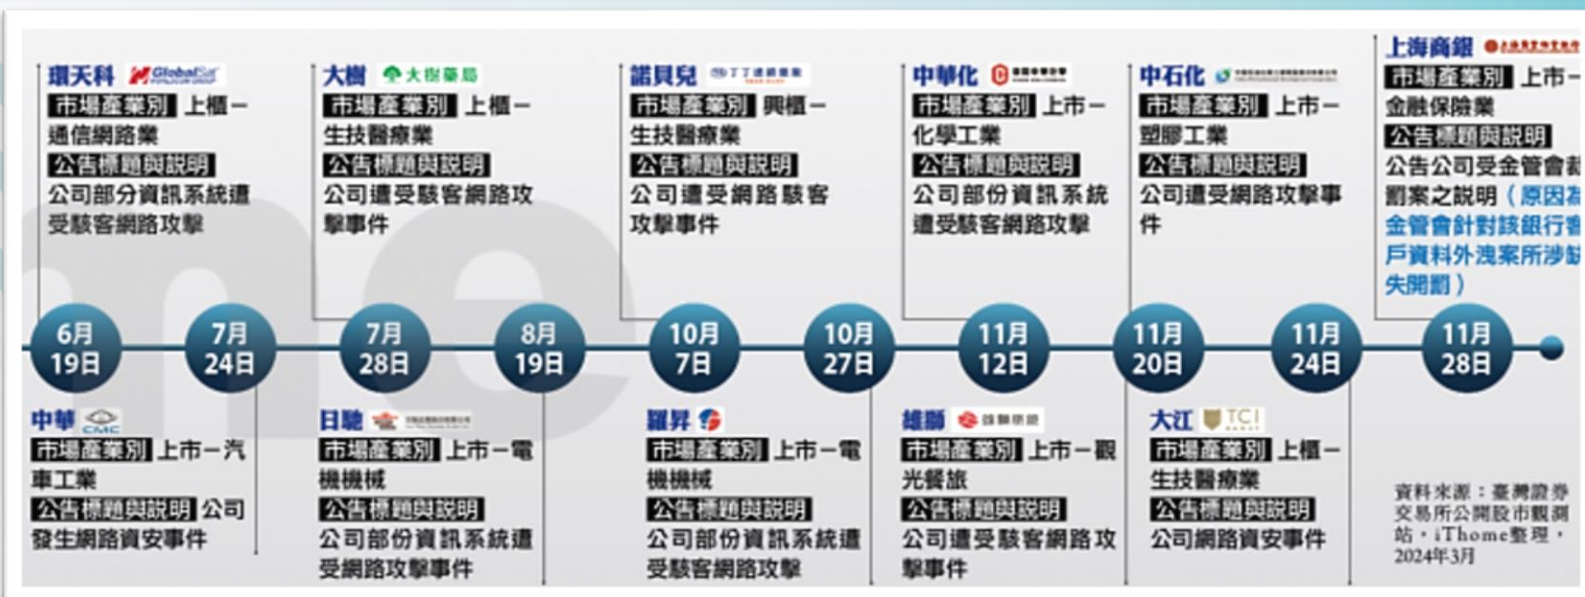 環天科 GlobalSat
市場產業別 上櫃－
通信網路業
公告標題與說明
公司部分資訊系統遭
受駭客網路攻擊
大樹 大樹藥局
市場產業別 上櫃－
生技醫療業
公告標題與說明
公司遭受駭客網路攻
擊事件
諾貝兒 丁丁連鎖藥妝
市場產業別 興櫃－
生技醫療業
公告標題與說明
公司遭受網路駭客
攻擊事件
中華化
市場產業別 上市－
化學工業
公告標題與說明
公司部份資訊系統
遭受駭客網路攻擊
中石化
市場產業別 上市－
塑膠工業
公告標題與說明
公司遭受網路攻擊事
件
上海商銀
市場產業別 上市－
金融保險業
公告標題與說明
公告公司受金管會裁
罰案之說明（原因為
金管會針對該銀行客
戶資料外洩案所涉缺
失開罰）
6月
19日
7月
24日
7月
28日
8月
19日
10月
7日
10月
27日
11月
12日
11月
20日
11月
24日
11月
28日
中華 CMC
市場產業別 上市－汽
車工業
公告標題與說明 公司
發生網路資安事件
日馳
市場產業別 上市－電
機機械
公告標題與說明
公司部份資訊系統遭
受網路攻擊事件
羅昇
市場產業別 上市－電
機機械
公告標題與說明
公司部份資訊系統遭
受駭客網路攻擊
雄獅 雄獅旅遊
市場產業別 上市－觀
光餐旅
公告標題與說明
公司遭受駭客網路攻
擊事件
大江 TCI
市場產業別 上櫃－
生技醫療業
公告標題與說明
公司網路資安事件
資料來源：臺灣證券
交易所公開股市觀測
站，iThome整理，
2024年3月